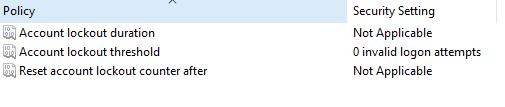 Policy Security Setting
Account lockout duration Not Applicable
Account lockout threshold 0 invalid logon attempts
Reset account lockout counter after Not Applicable